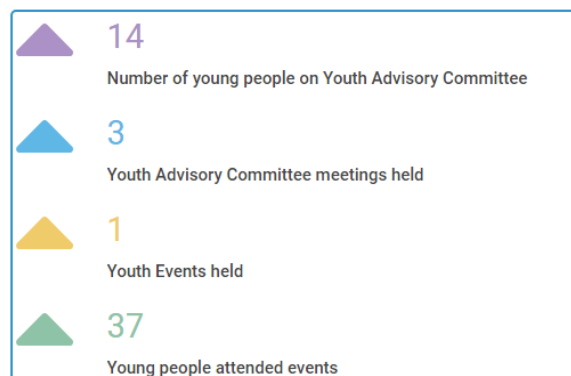 14
Number of young people on Youth Advisory Committee
3
Youth Advisory Committee meetings held
1
Youth Events held
37
Young people attended events